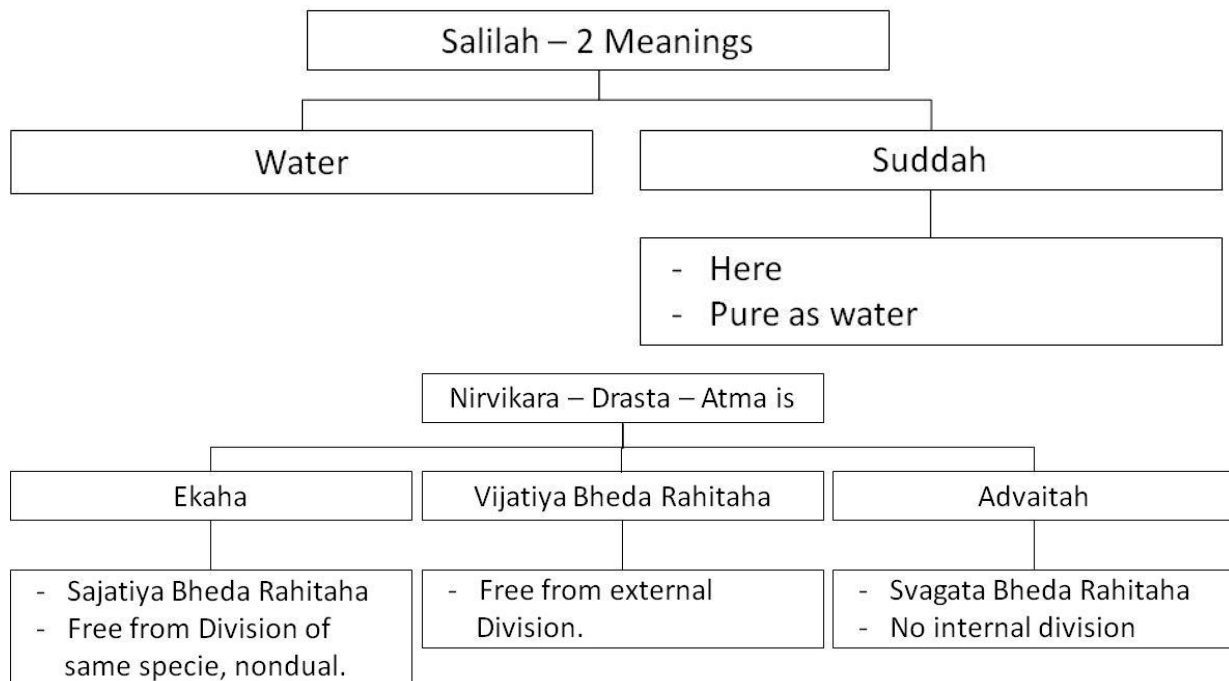 Salilah – 2 Meanings
Water
Suddah
- Here
- Pure as water
Nirvikara – Drasta – Atma is
Ekaha
Vijatiya Bheda Rahitaha
Advaitah
- Sajatiya Bheda Rahitaha
- Free from Division of
same specie, nondual.
- Free from external
Division.
- Svagata Bheda Rahitaha
- No internal division